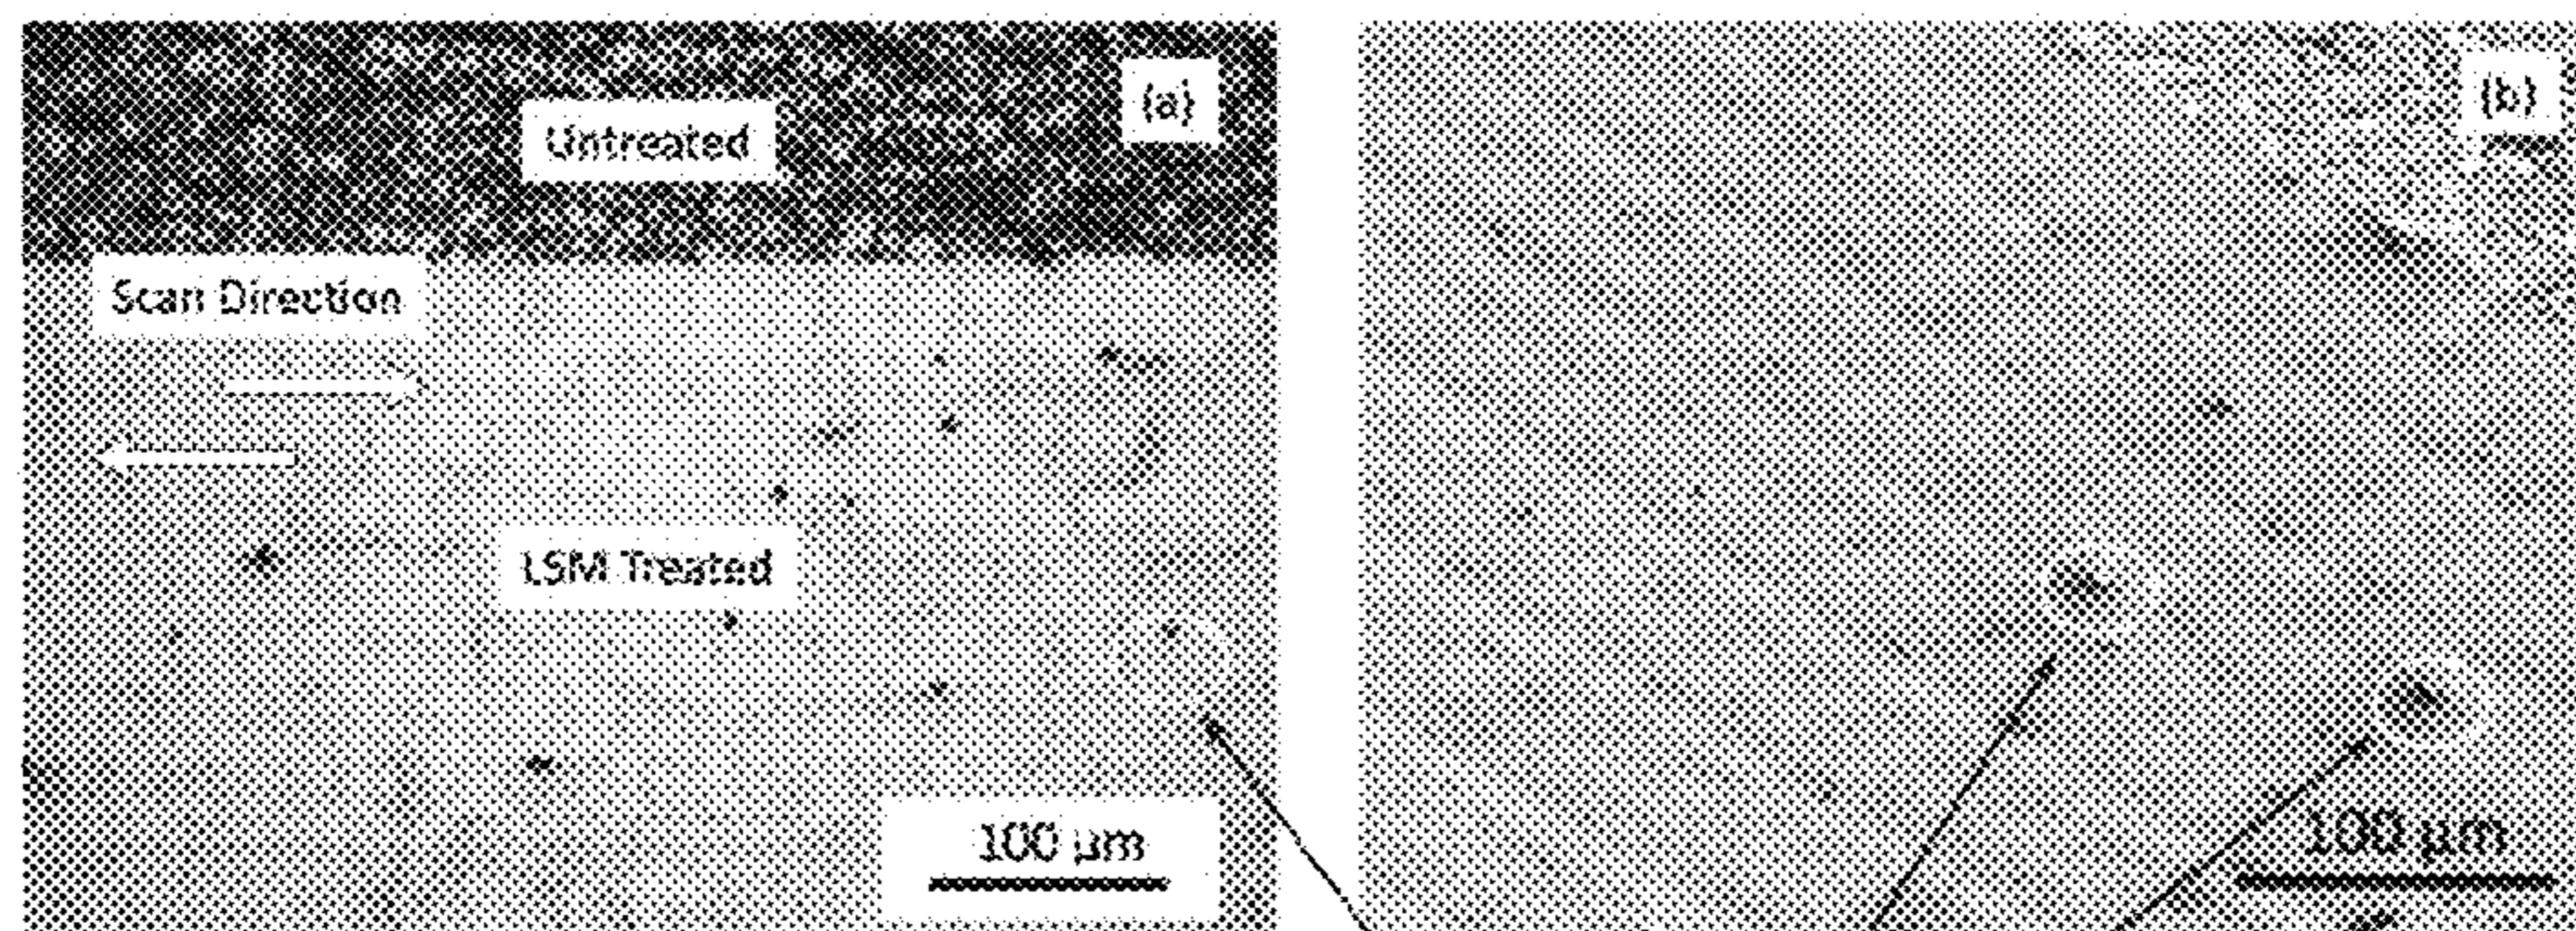 (a)
Untreated
Scan Direction
LSM Treated
100 µm
(b)
100 µm